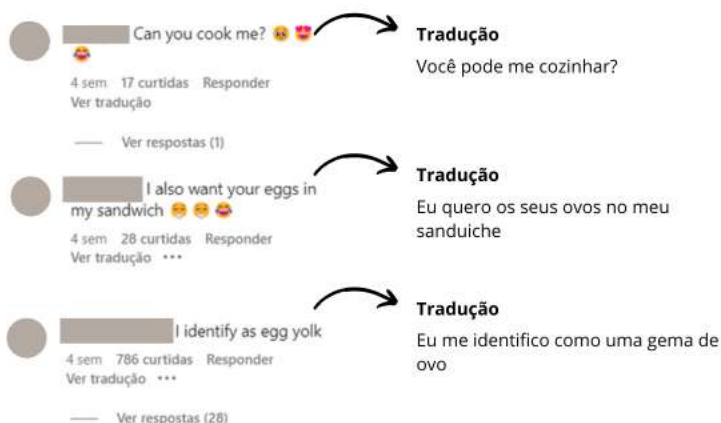 Can you cook me? 🥺 😍
😂
4 sem 17 curtidas Responder
Ver tradução
Ver respostas (1)
Tradução
Você pode me cozinhar?
I also want your eggs in
my sandwich 😁 😁 😂
4 sem 28 curtidas Responder
Ver tradução •••
Tradução
Eu quero os seus ovos no meu
sanduiche
I identify as egg yolk
4 sem 786 curtidas Responder
Ver tradução •••
Ver respostas (28)
Tradução
Eu me identifico como uma gema de
ovo